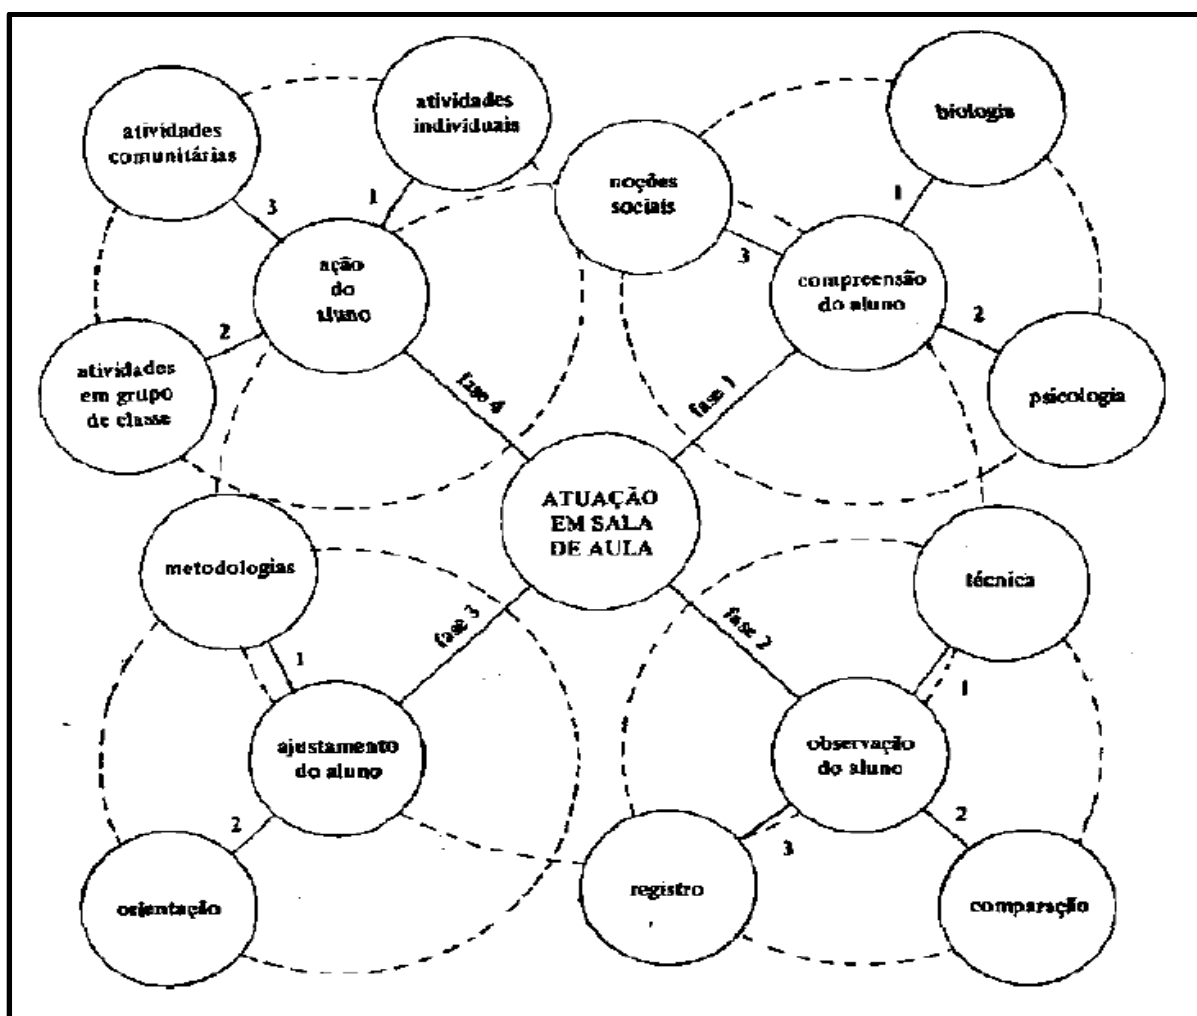 atividades
comunitárias
atividades
individuais
noções
sociais
biologia
3
1
1
3
ação
do
aluno
compreensão
do aluno
2
2
atividades
em grupo
de classe
psicologia
fase 4
fase 1
ATUAÇÃO
EM SALA
DE AULA
metodologias
técnica
fase 3
fase 2
1
1
ajustamento
do aluno
observação
do aluno
2
2
3
orientação
registro
comparação